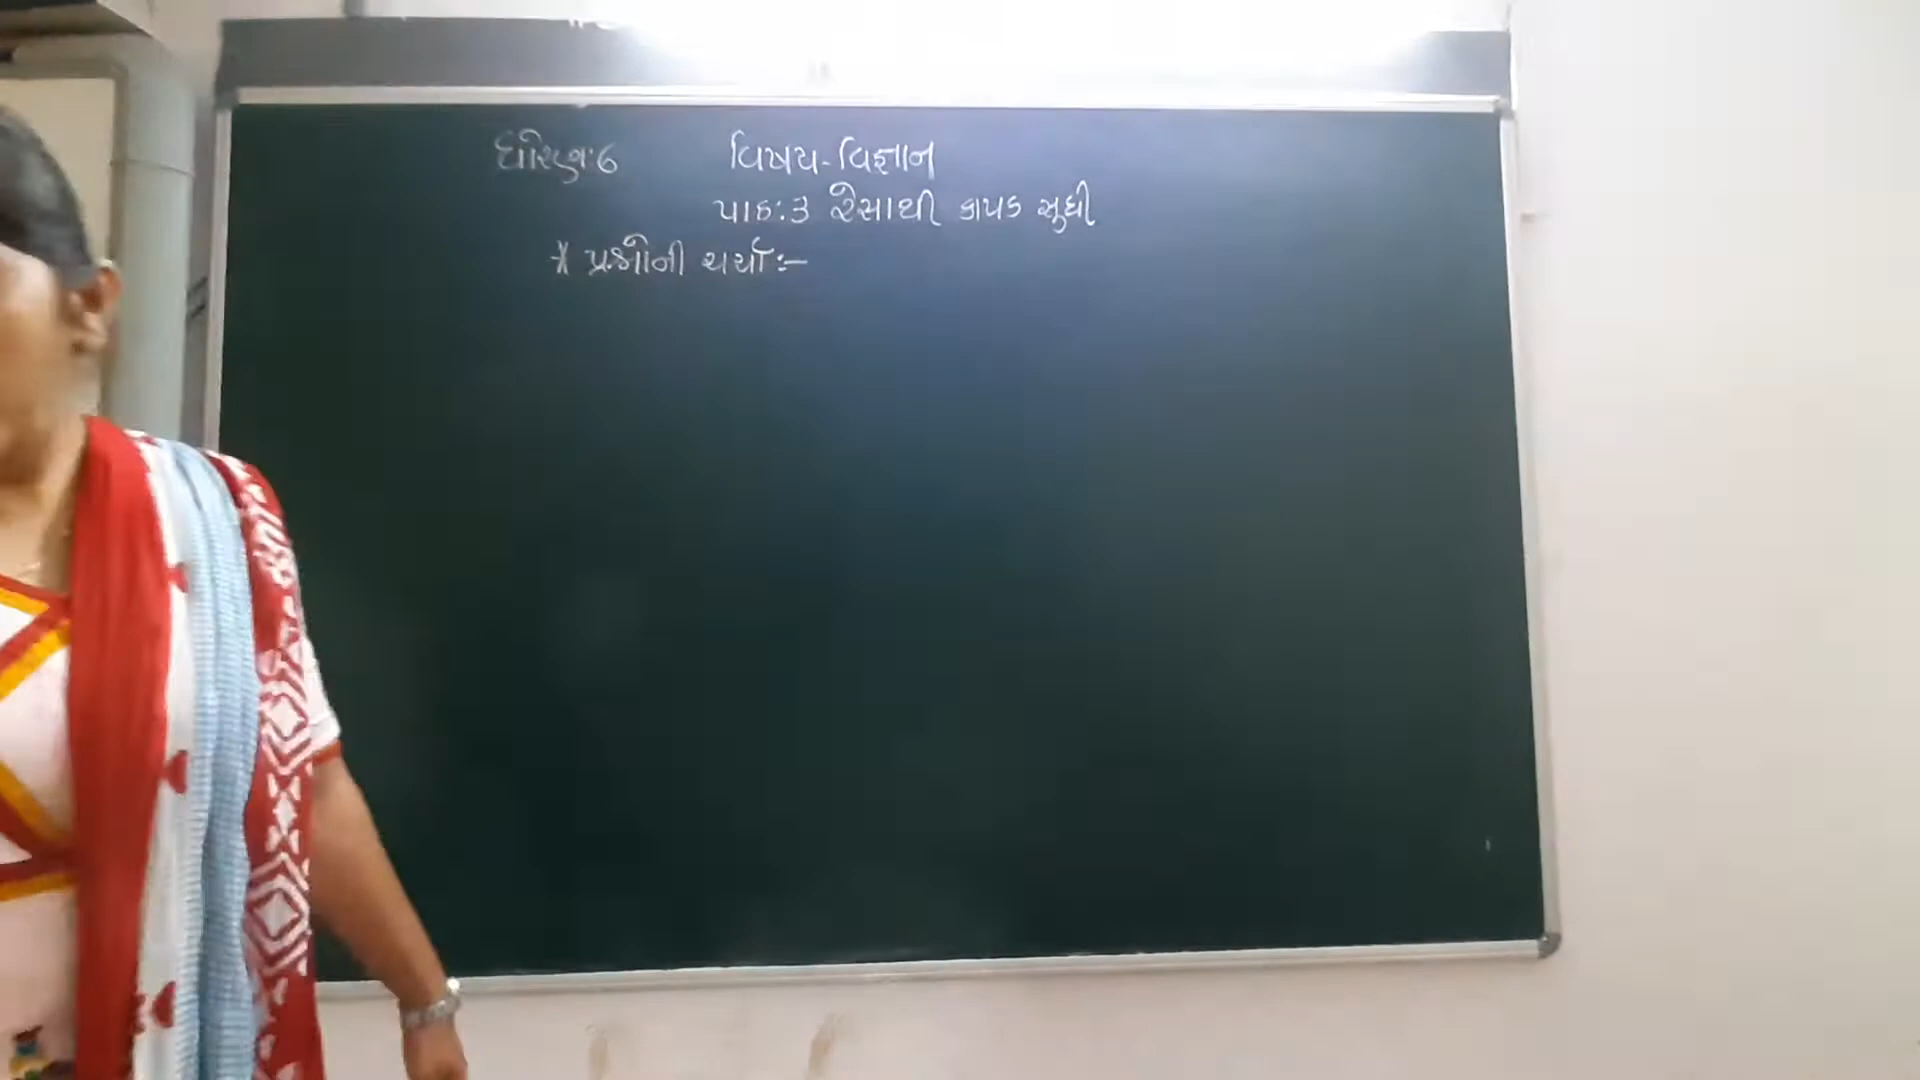 ધોરણ:6 વિષય-વિજ્ઞાન
પાઠ:3 રેસાથી કાપડ સુધી
* પ્રશ્નોની ચર્ચા:-